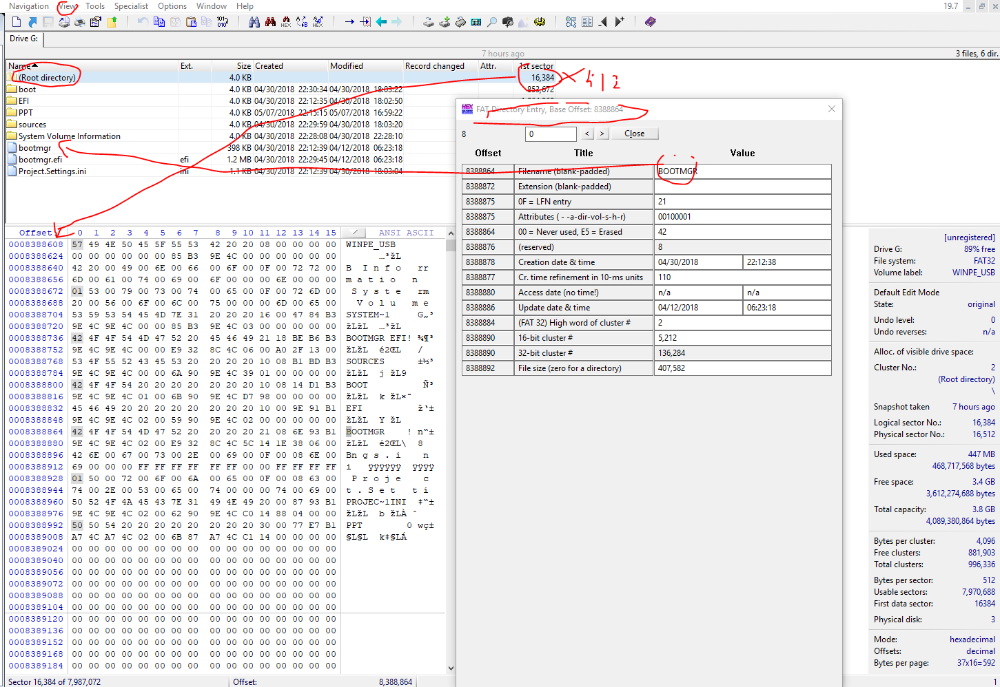 Navigation View Tools Specialist Options Window Help 19.7
Drive G:
7 hours ago 3 files, 6 dir.
Name Ext. Size Created Modified Record changed Attr. 1st sector
(Root directory) 4.0 KB 16,384
boot 4.0 KB 04/30/2018 22:30:34 04/30/2018 18:03:22 853,672
EFI 4.0 KB 04/30/2018 22:12:35 04/30/2018 18:02:50
PPT 4.0 KB 05/07/2018 22:15:15 05/07/2018 16:59:22
sources 4.0 KB 04/30/2018 22:29:59 04/30/2018 18:03:20
System Volume Information 4.0 KB 04/30/2018 22:28:08 04/30/2018 22:28:10
bootmgr 398 KB 04/30/2018 22:12:39 04/12/2018 06:23:18
bootmgr.efi efi 1.2 MB 04/30/2018 22:29:45 04/12/2018 06:23:18
Project.Settings.ini ini 1.1 KB 04/30/2018 22:12:39 04/30/2018 18:03:04
FAT Directory Entry, Base Offset: 8388864
8 0 < > Close
Offset Title Value
8388864 Filename (blank-padded) BOOTMGR
8388872 Extension (blank-padded)
8388875 0F = LFN entry 21
8388875 Attributes ( - -a-dir-vol-s-h-r) 00100001
8388864 00 = Never used, E5 = Erased 42
8388876 (reserved) 8
8388878 Creation date & time 04/30/2018 22:12:38
8388877 Cr. time refinement in 10-ms units 110
8388880 Access date (no time!) n/a n/a
8388886 Update date & time 04/12/2018 06:23:18
8388884 (FAT 32) High word of cluster # 2
8388890 16-bit cluster # 5,212
8388890 32-bit cluster # 136,284
8388892 File size (zero for a directory) 407,582
Offset 0 1 2 3 4 5 6 7 8 9 10 11 12 13 14 15 ANSI ASCII
0008388608 57 49 4E 50 45 5F 55 53 42 20 20 08 00 00 00 00 WINPE_USB
0008388624 00 00 00 00 00 00 85 B3 9E 4C 00 00 00 00 00 00 …³žL
0008388640 42 20 00 49 00 6E 00 66 00 6F 00 0F 00 72 72 00 B I n f o rr
0008388656 6D 00 61 00 74 00 69 00 6F 00 00 00 6E 00 00 00 m a t i o n
0008388672 01 53 00 79 00 73 00 74 00 65 00 0F 00 72 6D 00 S y s t e rm
0008388688 20 00 56 00 6F 00 6C 00 75 00 00 00 6D 00 65 00 V o l u m e
0008388704 53 59 53 54 45 4D 7E 31 20 20 20 16 00 47 84 B3 SYSTEM~1 G„³
0008388720 9E 4C 9E 4C 00 00 85 B3 9E 4C 03 00 00 00 00 00 žLžL …³žL
0008388736 42 4F 4F 54 4D 47 52 20 45 46 49 21 18 BE B6 B3 BOOTMGR EFI! ¾¶³
0008388752 9E 4C 9E 4C 00 00 E9 32 8C 4C 06 00 A0 2F 13 00 žLžL é2ŒL /
0008388768 53 4F 55 52 43 45 53 20 20 20 20 10 08 B1 BD B3 SOURCES ±½³
0008388784 9E 4C 9E 4C 00 00 6A 90 9E 4C 39 01 00 00 00 00 žLžL j žL9
0008388800 42 4F 4F 54 20 20 20 20 20 20 20 10 08 14 D1 B3 BOOT Ñ³
0008388816 9E 4C 9E 4C 01 00 6B 90 9E 4C D7 98 00 00 00 00 žLžL k žL×˜
0008388832 45 46 49 20 20 20 20 20 20 20 20 10 00 9E 91 B1 EFI ž‘±
0008388848 9E 4C 9E 4C 02 00 59 90 9E 4C 02 00 00 00 00 00 žLžL Y žL
0008388864 42 4F 4F 54 4D 47 52 20 20 20 20 21 08 6E 93 B1 BOOTMGR ! n“±
0008388880 9E 4C 9E 4C 02 00 E9 32 8C 4C 5C 14 1E 38 06 00 žLžL é2ŒL\ 8
0008388896 42 6E 00 67 00 73 00 2E 00 69 00 0F 00 08 6E 00 Bn g s . i n
0008388912 69 00 00 00 FF FF FF FF FF FF 00 00 FF FF FF FF i ÿÿÿÿÿÿ ÿÿÿÿ
0008388928 01 50 00 72 00 6F 00 6A 00 65 00 0F 00 08 63 00 P r o j e c
0008388944 74 00 2E 00 53 00 65 00 74 00 00 00 74 00 69 00 t . S e t t i
0008388960 50 52 4F 4A 45 43 7E 31 49 4E 49 20 00 87 93 B1 PROJEC~1INI ‡“±
0008388976 9E 4C 9E 4C 02 00 62 90 9E 4C C0 14 88 04 00 00 žLžL b žLÀ ˆ
0008388992 50 50 54 20 20 20 20 20 20 20 20 30 00 77 E7 B1 PPT 0 wç±
0008389008 A7 4C A7 4C 02 00 6B 87 A7 4C C1 14 00 00 00 00 §L§L k‡§LÁ
0008389024 00 00 00 00 00 00 00 00 00 00 00 00 00 00 00 00
0008389040 00 00 00 00 00 00 00 00 00 00 00 00 00 00 00 00
0008389056 00 00 00 00 00 00 00 00 00 00 00 00 00 00 00 00
0008389072 00 00 00 00 00 00 00 00 00 00 00 00 00 00 00 00
0008389088 00 00 00 00 00 00 00 00 00 00 00 00 00 00 00 00
0008389104 00 00 00 00 00 00 00 00 00 00 00 00 00 00 00 00
0008389120 00 00 00 00 00 00 00 00 00 00 00 00 00 00 00 00
0008389136 00 00 00 00 00 00 00 00 00 00 00 00 00 00 00 00
0008389152 00 00 00 00 00 00 00 00 00 00 00 00 00 00 00 00
0008389168 00 00 00 00 00 00 00 00 00 00 00 00 00 00 00 00
0008389184 00 00 00 00 00 00 00 00 00 00 00 00 00 00 00 00
[unregistered]
Drive G: 89% free
File system: FAT32
Volume label: WINPE_USB
Default Edit Mode
State: original
Undo level: 0
Undo reverses: n/a
Alloc. of visible drive space:
Cluster No.: 2
(Root directory)
\
Snapshot taken 7 hours ago
Logical sector No.: 16,384
Physical sector No.: 16,512
Used space: 447 MB
468,717,568 bytes
Free space: 3.4 GB
3,612,274,688 bytes
Total capacity: 3.8 GB
4,089,380,864 bytes
Bytes per cluster: 4,096
Free clusters: 881,903
Total clusters: 996,336
Bytes per sector: 512
Usable sectors: 7,970,688
First data sector: 16384
Physical disk: 3
Mode: hexadecimal
Offsets: decimal
Bytes per page: 37x16=592
Sector 16,384 of 7,987,072 Offset: 8,388,864 1